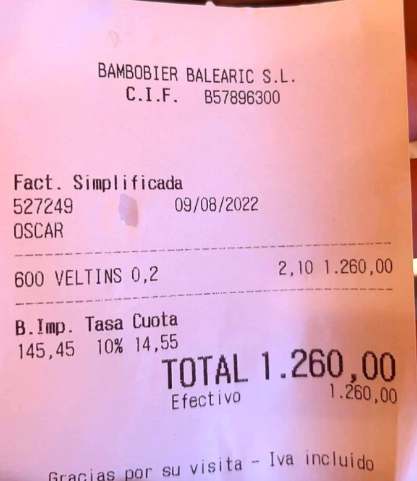 BAMBOBIER BALEARIC S.L.
C.I.F. B57896300
Fact. Simplificada
527249 09/08/2022
OSCAR
600 VELTINS 0,2 2,10 1.260,00
B.Imp. Tasa Cuota
145,45 10% 14,55
TOTAL 1.260,00
Efectivo 1.260,00
Gracias por su visita - Iva incluido